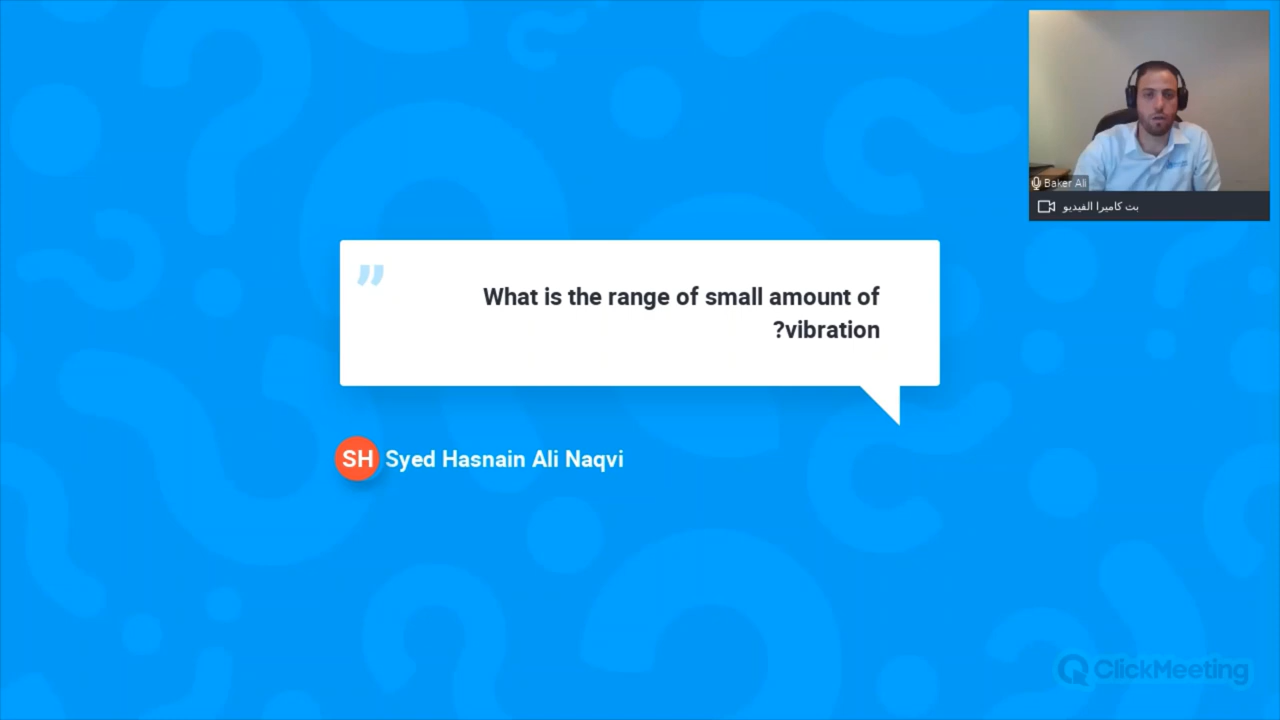 Baker Ali
بث كاميرا الفيديو
"
What is the range of small amount of
?vibration
SH Syed Hasnain Ali Naqvi
ClickMeeting